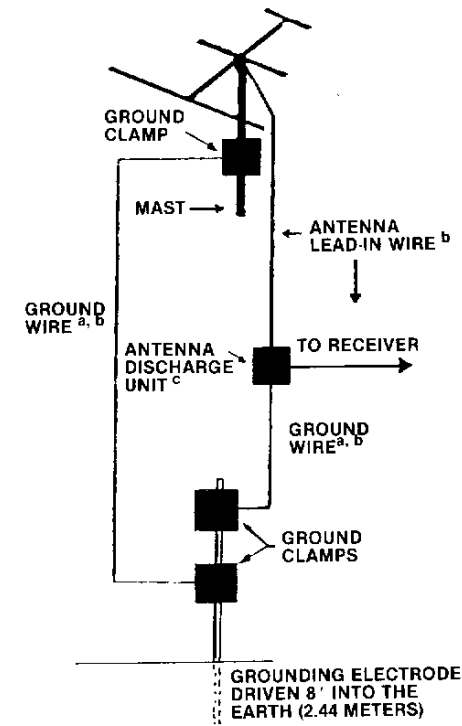 GROUND
CLAMP
MAST
ANTENNA
LEAD-IN WIRE b
GROUND
WIRE a, b
ANTENNA
DISCHARGE
UNIT c
TO RECEIVER
GROUND
WIRE a, b
GROUND
CLAMPS
GROUNDING ELECTRODE
DRIVEN 8' INTO THE
EARTH (2.44 METERS)